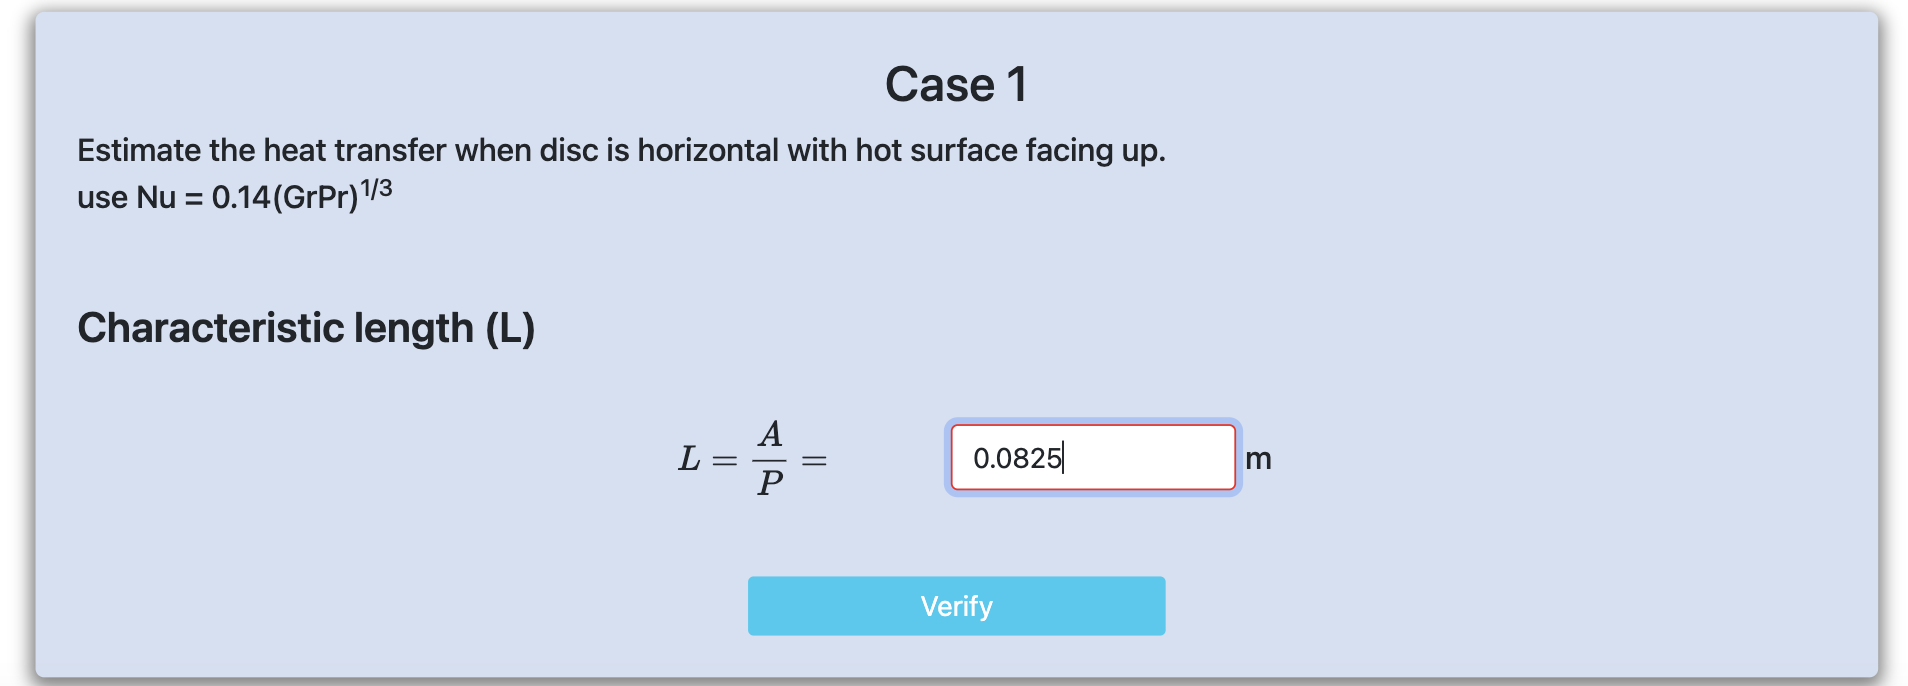 Case 1
Estimate the heat transfer when disc is horizontal with hot surface facing up.
use Nu = 0.14(GrPr)^1/3
Characteristic length (L)
L = A/P = 0.0825 m
Verify